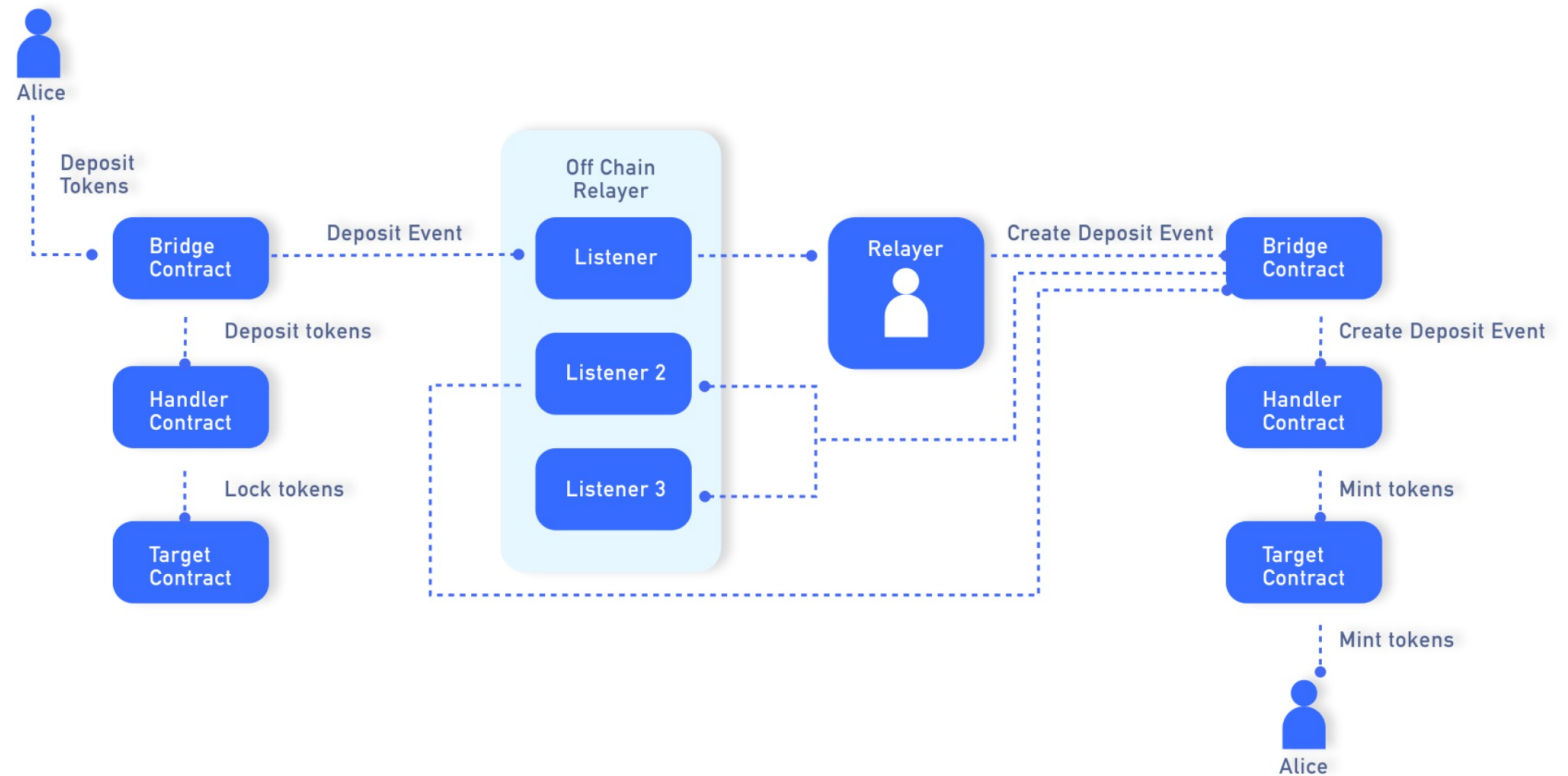 Alice
Deposit
Tokens
Off Chain
Relayer
Bridge
Contract
Deposit Event
Listener
Relayer
Create Deposit Event
Bridge
Contract
Deposit tokens
Listener 2
Create Deposit Event
Handler
Contract
Handler
Contract
Lock tokens
Listener 3
Mint tokens
Target
Contract
Target
Contract
Mint tokens
Alice